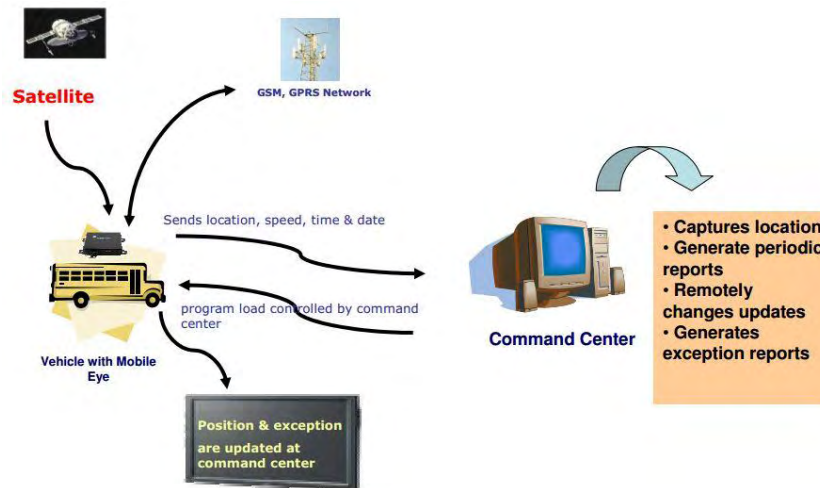 Satellite
GSM, GPRS Network
Sends location, speed, time & date
program load controlled by command
center
Vehicle with Mobile
Eye
Position & exception
are updated at
command center
Command Center
• Captures location
• Generate periodic
reports
• Remotely
changes updates
• Generates
exception reports